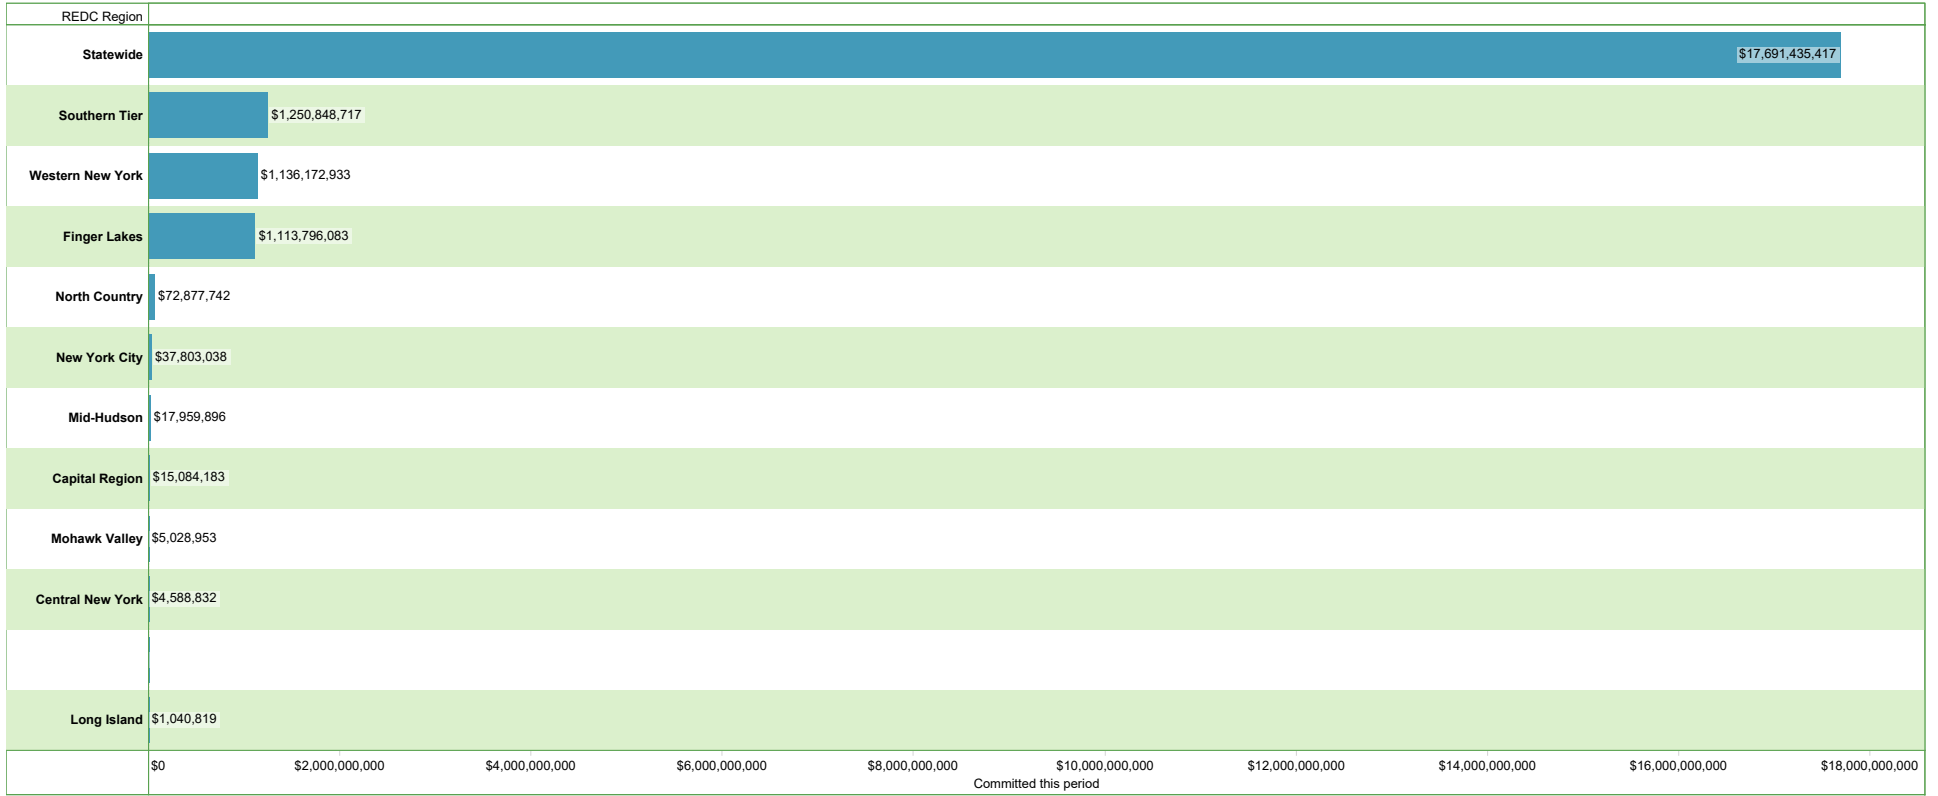 REDC Region
Statewide $17,691,435,417
Southern Tier $1,250,848,717
Western New York $1,136,172,933
Finger Lakes $1,113,796,083
North Country $72,877,742
New York City $37,803,038
Mid-Hudson $17,959,896
Capital Region $15,084,183
Mohawk Valley $5,028,953
Central New York $4,588,832
Long Island $1,040,819
$0 $2,000,000,000 $4,000,000,000 $6,000,000,000 $8,000,000,000 $10,000,000,000 $12,000,000,000 $14,000,000,000 $16,000,000,000 $18,000,000,000
Committed this period